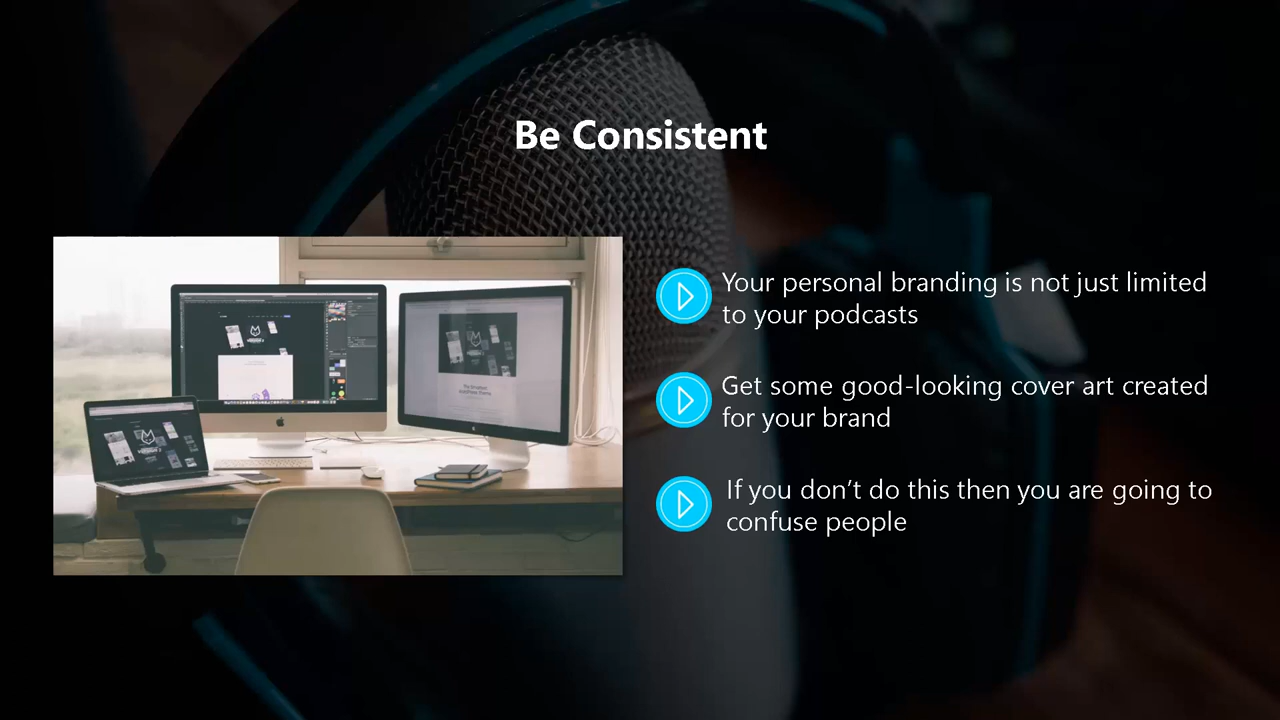 Be Consistent
Your personal branding is not just limited
to your podcasts
Get some good-looking cover art created
for your brand
If you don’t do this then you are going to
confuse people